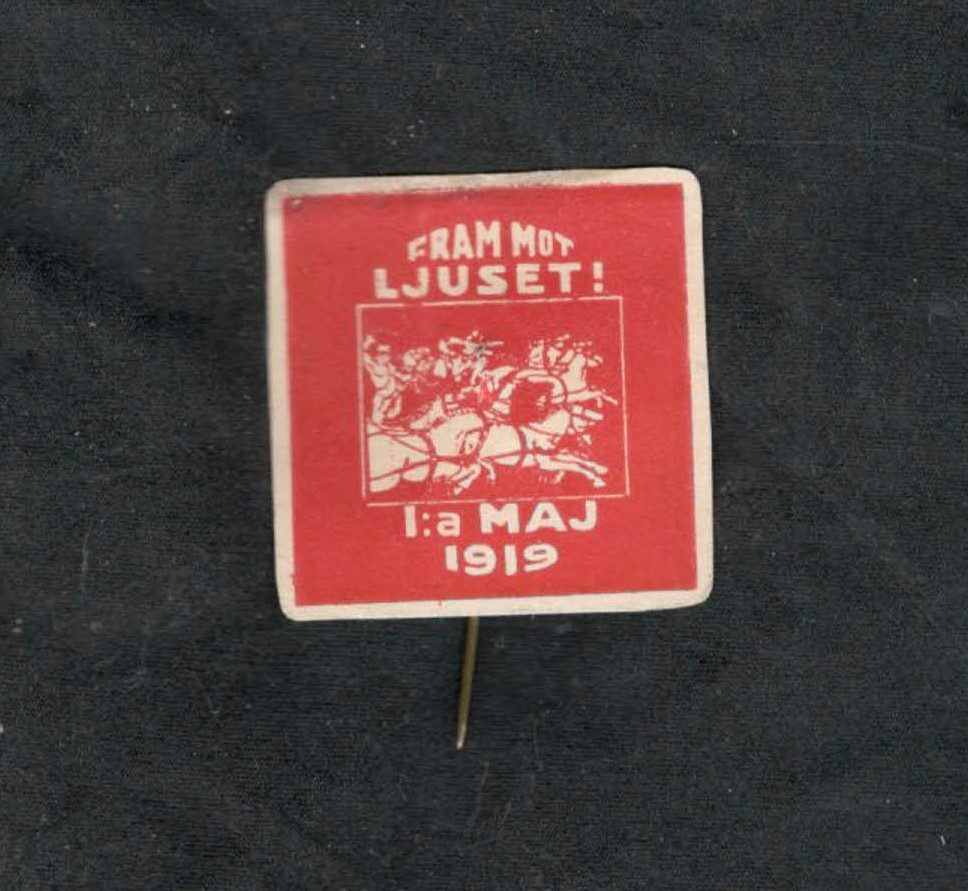 FRAM MOT
LJUSET!
1:a MAJ
1919